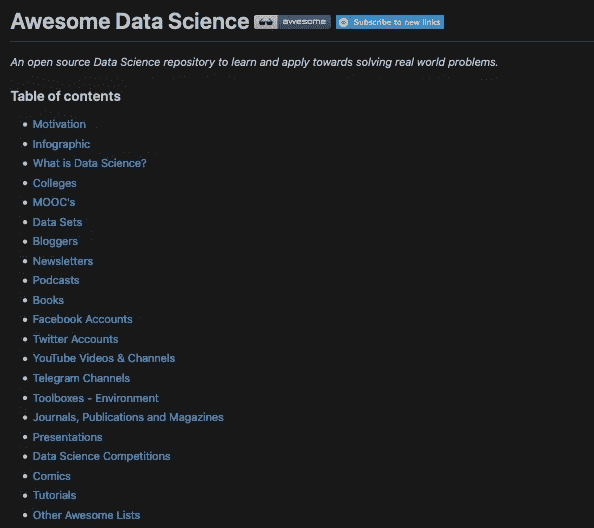 Awesome Data Science awesome Subscribe to new links
An open source Data Science repository to learn and apply towards solving real world problems.
Table of contents
Motivation
Infographic
What is Data Science?
Colleges
MOOC's
Data Sets
Bloggers
Newsletters
Podcasts
Books
Facebook Accounts
Twitter Accounts
YouTube Videos & Channels
Telegram Channels
Toolboxes - Environment
Journals, Publications and Magazines
Presentations
Data Science Competitions
Comics
Tutorials
Other Awesome Lists